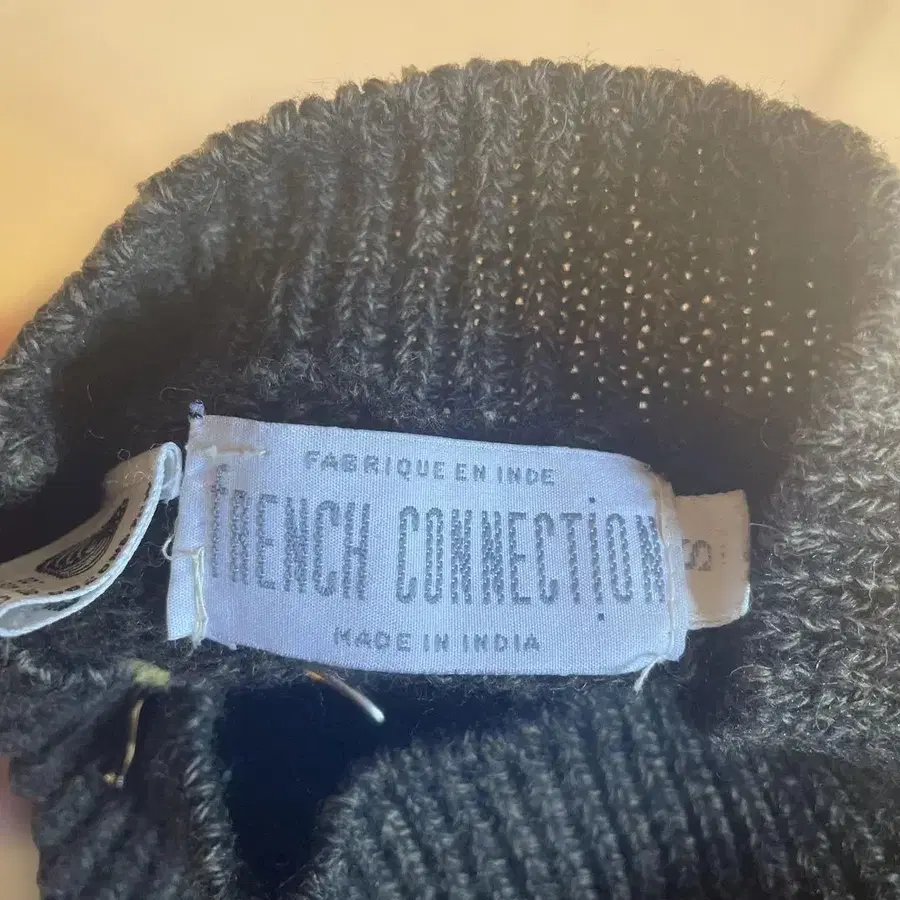 FABRIQUE EN INDE
FRENCH CONNECTiON
MADE IN INDIA
S